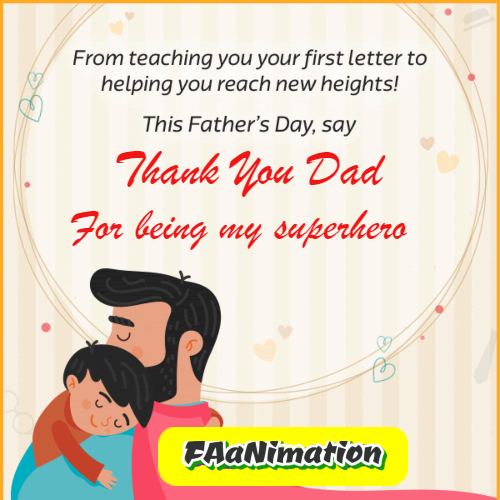 From teaching you your first letter to
helping you reach new heights!
This Father's Day, say
Thank You Dad
For being my superhero
FAaNimation